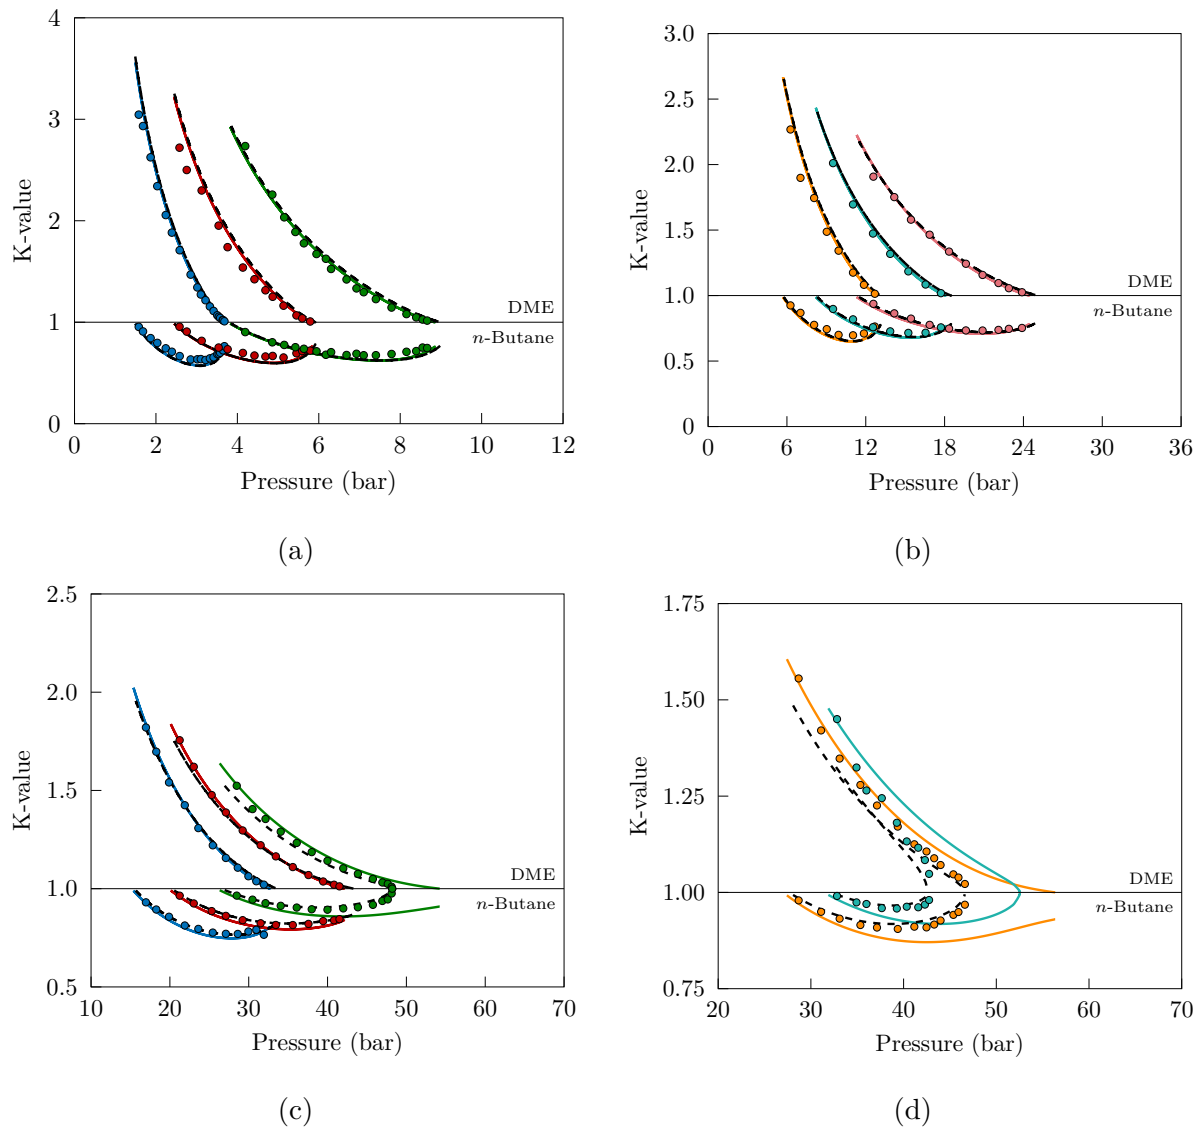 4
3
2
1
0
K-value
DME
n-Butane
0 2 4 6 8 10 12
Pressure (bar)
(a)
3.0
2.5
2.0
1.5
1.0
0.5
0
K-value
DME
n-Butane
0 6 12 18 24 30 36
Pressure (bar)
(b)
2.5
2.0
1.5
1.0
0.5
K-value
DME
n-Butane
10 20 30 40 50 60 70
Pressure (bar)
(c)
1.75
1.50
1.25
1.00
0.75
K-value
DME
n-Butane
20 30 40 50 60 70
Pressure (bar)
(d)